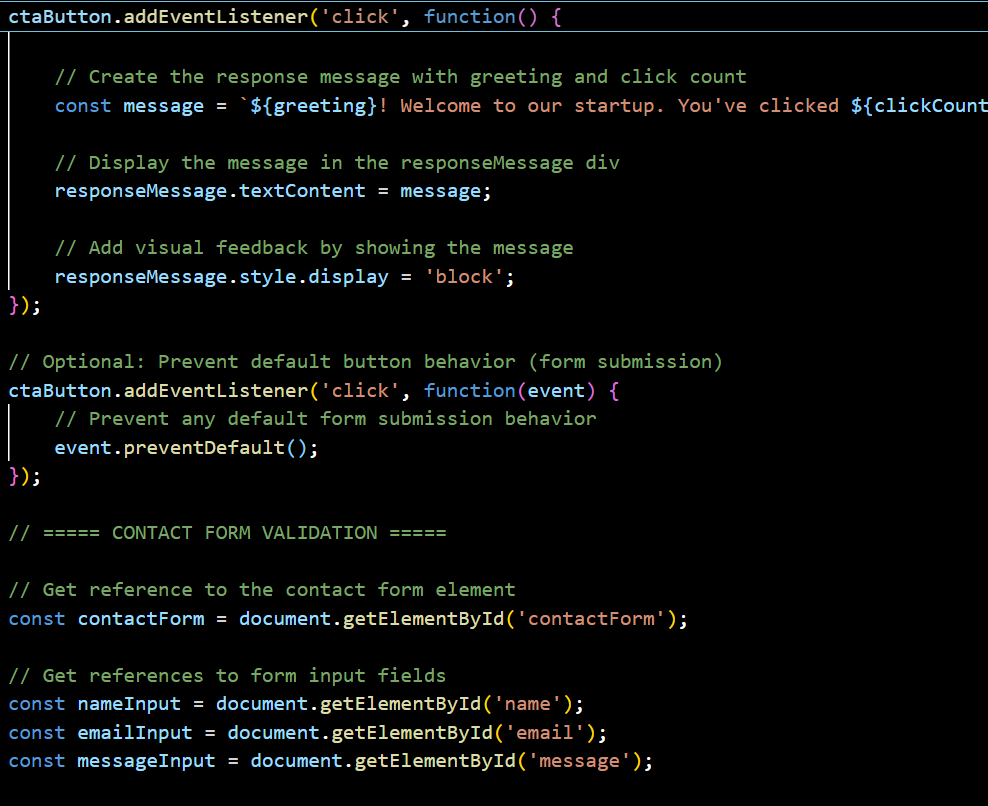 ctaButton.addEventListener('click', function() {
// Create the response message with greeting and click count
const message = `${greeting}! Welcome to our startup. You've clicked ${clickCount
// Display the message in the responseMessage div
responseMessage.textContent = message;
// Add visual feedback by showing the message
responseMessage.style.display = 'block';
});
// Optional: Prevent default button behavior (form submission)
ctaButton.addEventListener('click', function(event) {
// Prevent any default form submission behavior
event.preventDefault();
});
// ===== CONTACT FORM VALIDATION =====
// Get reference to the contact form element
const contactForm = document.getElementById('contactForm');
// Get references to form input fields
const nameInput = document.getElementById('name');
const emailInput = document.getElementById('email');
const messageInput = document.getElementById('message');